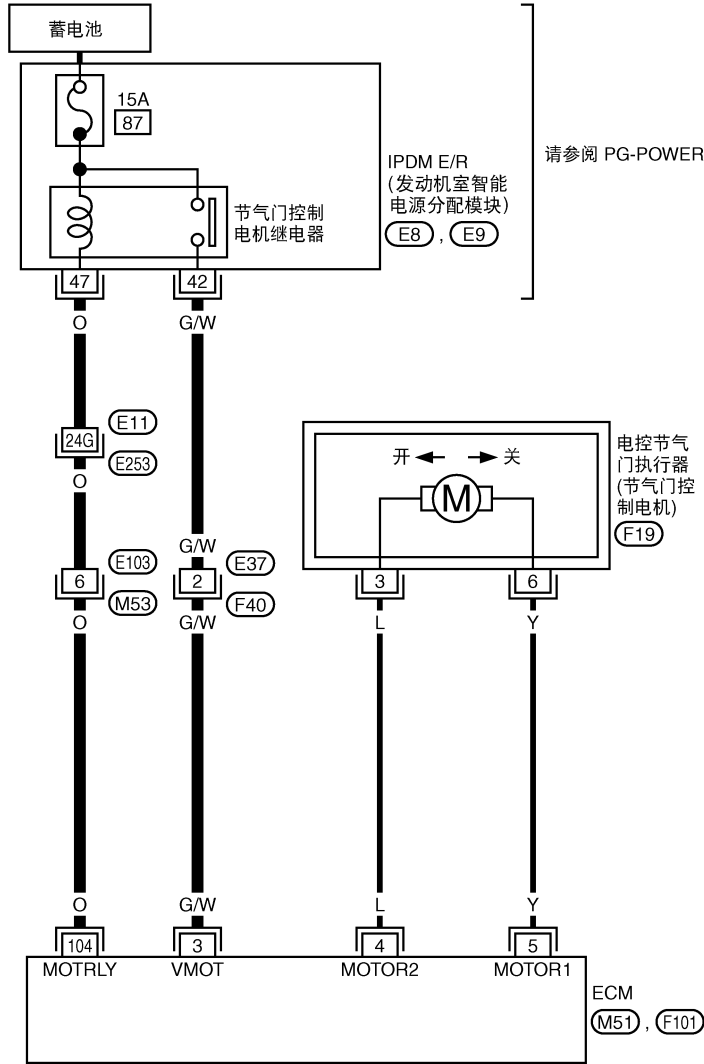 蓄电池
15A
87
请参阅 PG-POWER
IPDM E/R
(发动机室智能
电源分配模块)
E8 , E9
节气门控制
电机继电器
47
42
O
G/W
E11
24G
E253
O
G/W
E103
6
M53
E37
2
F40
O
G/W
开
关
M
电控节气
门执行器
(节气门控
制电机)
F19
3
6
L
Y
O
G/W
L
Y
104
3
4
5
MOTRLY
VMOT
MOTOR2
MOTOR1
ECM
M51 , F101